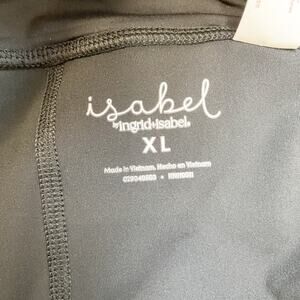 isabel
by ingrid+isabel.
XL
Made in Vietnam. Hecho en Vietnam